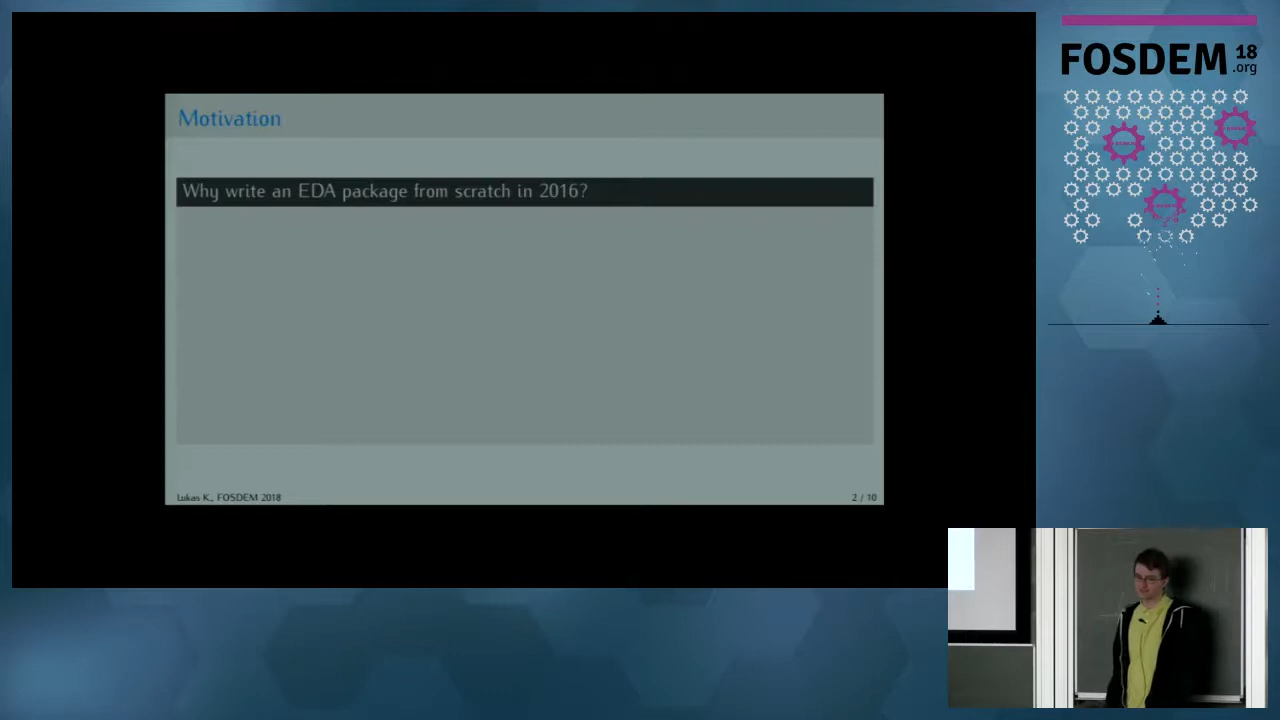 Motivation
Why write an EDA package from scratch in 2016?
Lukas K., FOSDEM 2018
2 / 10
FOSDEM 18
.org